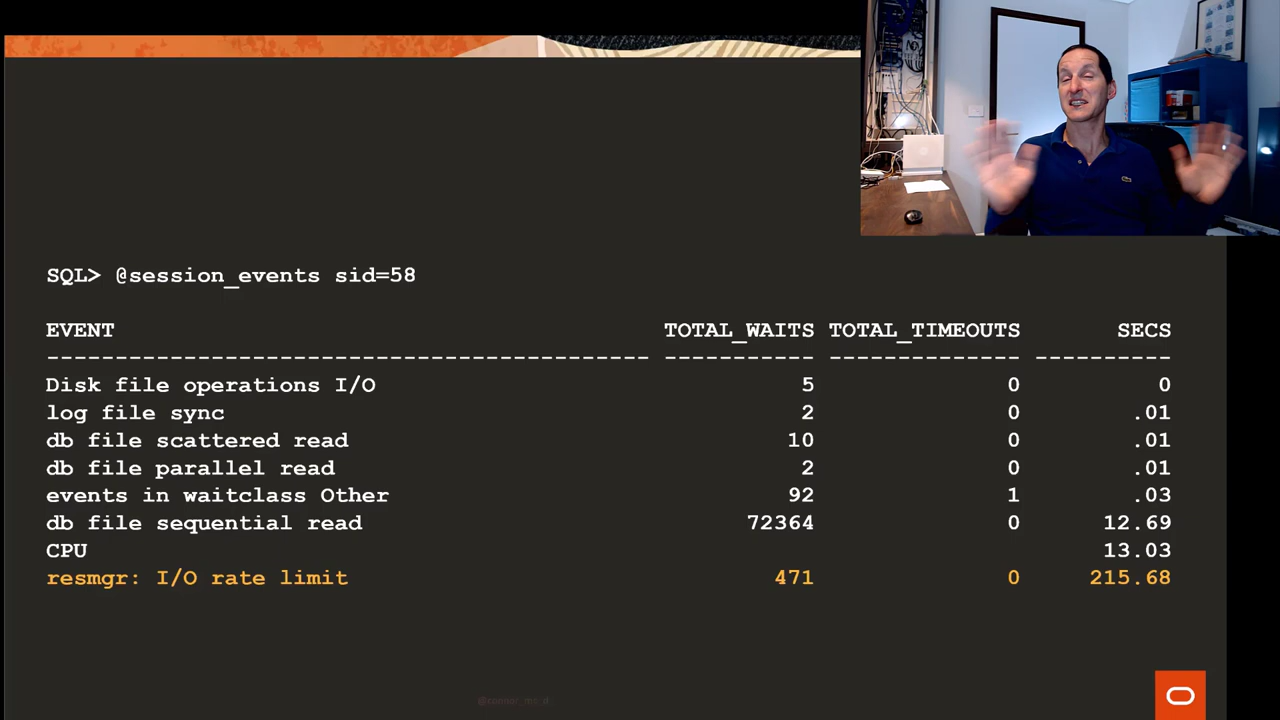 SQL> @session_events sid=58
EVENT TOTAL_WAITS TOTAL_TIMEOUTS SECS
------------------------------------------- ----------- -------------- ----------
Disk file operations I/O 5 0 0
log file sync 2 0 .01
db file scattered read 10 0 .01
db file parallel read 2 0 .01
events in waitclass Other 92 1 .03
db file sequential read 72364 0 12.69
CPU 13.03
resmgr: I/O rate limit 471 0 215.68